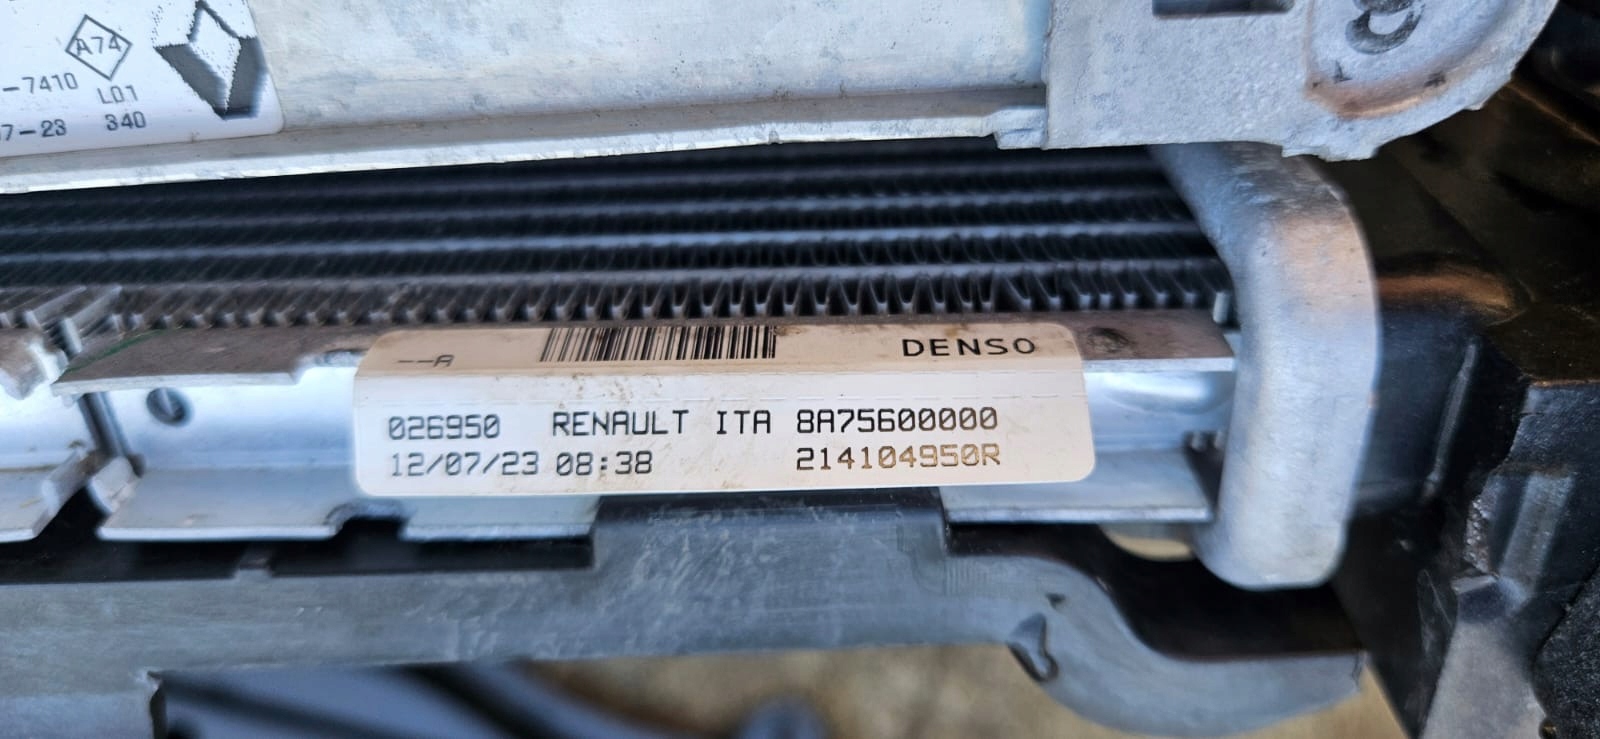 A74
-7410
L01
7-23 340
--A
DENSO
026950 RENAULT ITA 8A75600000
12/07/23 08:38 214104950R